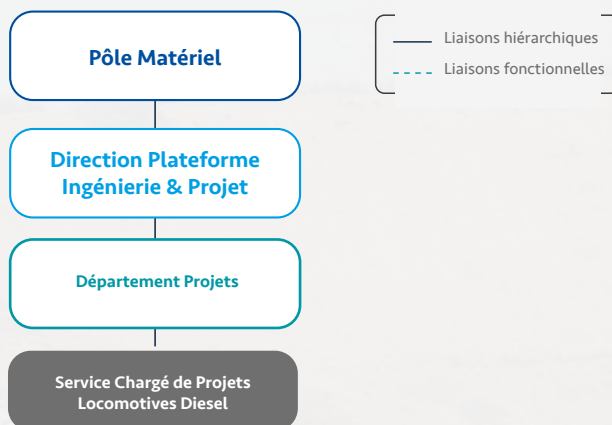 Pôle Matériel
Liaisons hiérarchiques
Liaisons fonctionnelles
Direction Plateforme
Ingénierie & Projet
Département Projets
Service Chargé de Projets
Locomotives Diesel